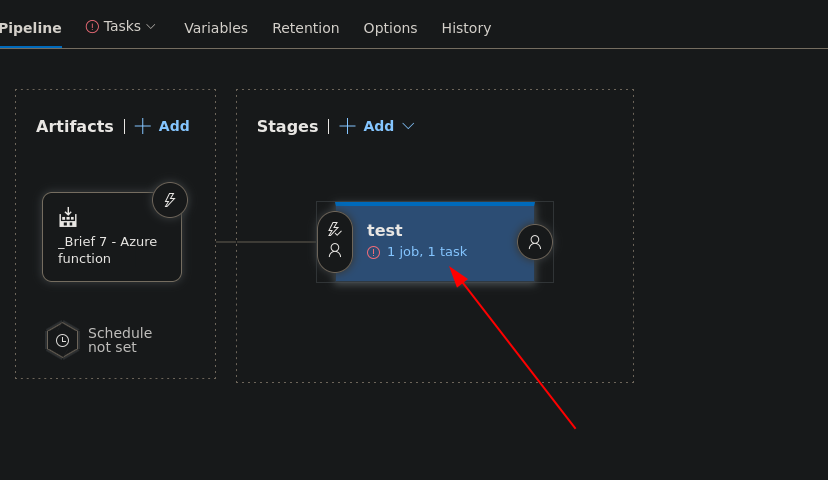 Pipeline
Tasks
Variables
Retention
Options
History
Artifacts | Add
Stages | Add
_Brief 7 - Azure
function
test
1 job, 1 task
Schedule
not set